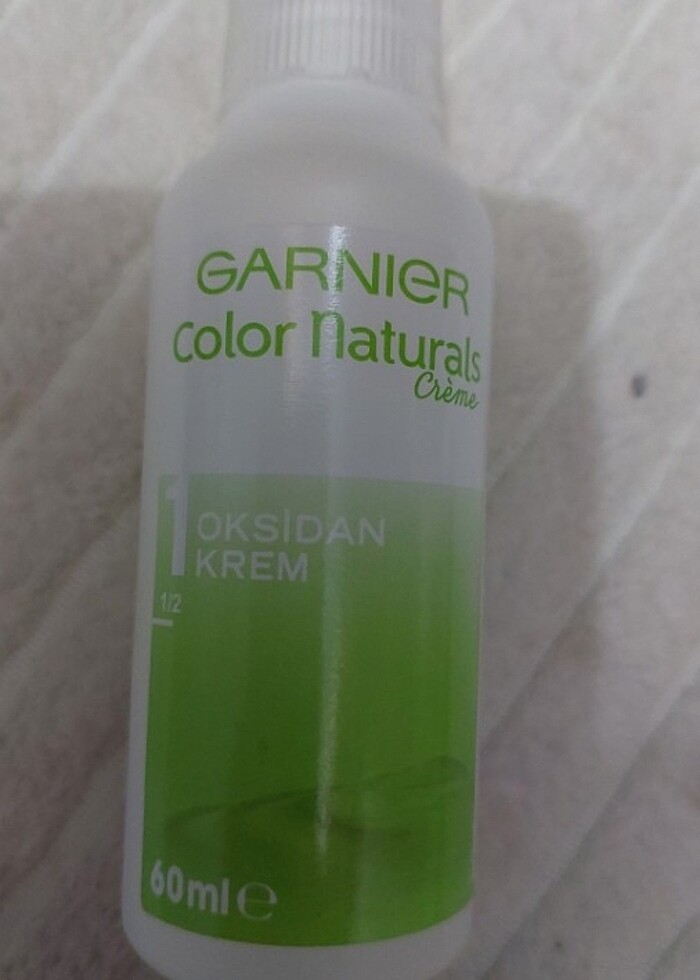 GARNIER
Color Naturals
Crème
1 OKSİDAN
KREM
1/2
60ml e